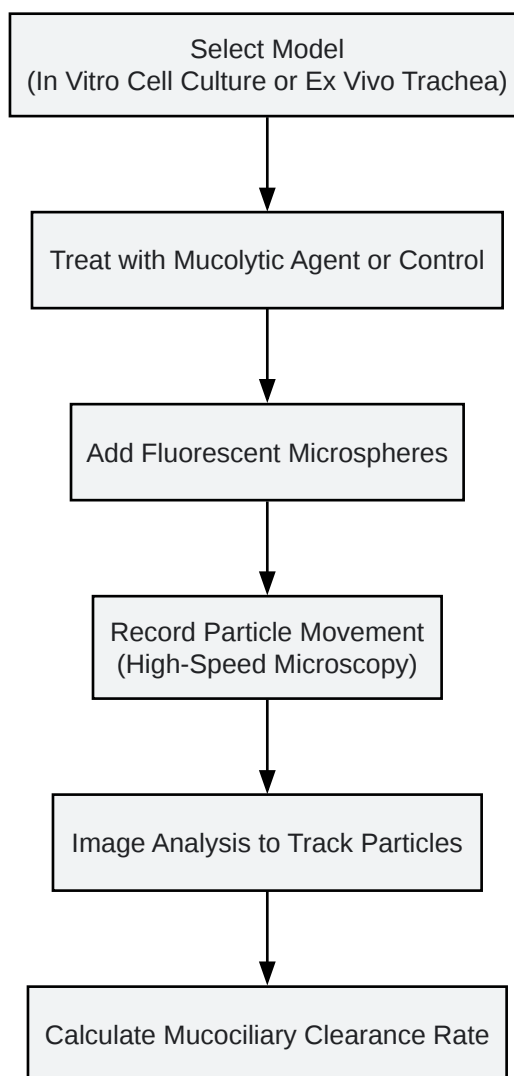 Select Model
(In Vitro Cell Culture or Ex Vivo Trachea)
Treat with Mucolytic Agent or Control
Add Fluorescent Microspheres
Record Particle Movement
(High-Speed Microscopy)
Image Analysis to Track Particles
Calculate Mucociliary Clearance Rate